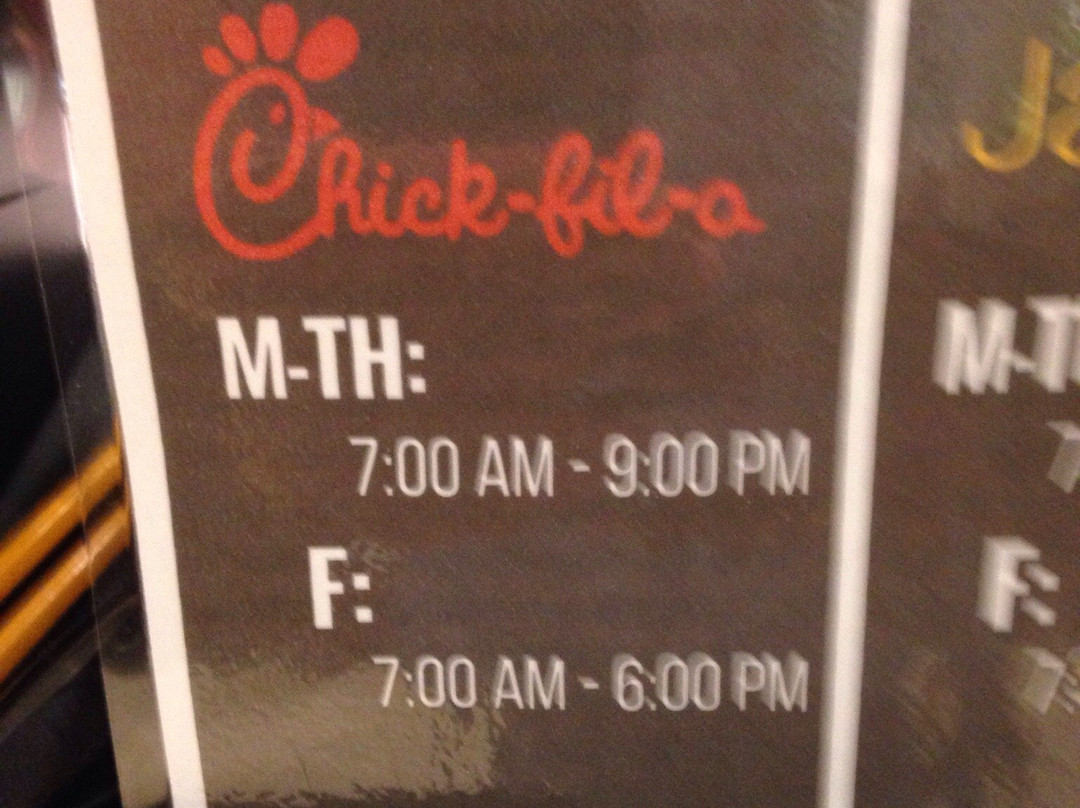 Chick-fil-a
M-TH:
7:00 AM - 9:00 PM
F:
7:00 AM - 6:00 PM
F: